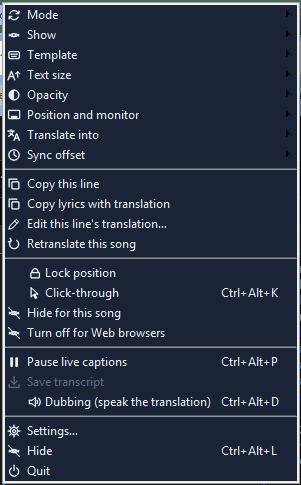 Mode
Show
Template
Text size
Opacity
Position and monitor
Translate into
Sync offset
Copy this line
Copy lyrics with translation
Edit this line's translation...
Retranslate this song
Lock position
Click-through Ctrl+Alt+K
Hide for this song
Turn off for Web browsers
Pause live captions Ctrl+Alt+P
Save transcript
Dubbing (speak the translation) Ctrl+Alt+D
Settings...
Hide Ctrl+Alt+L
Quit